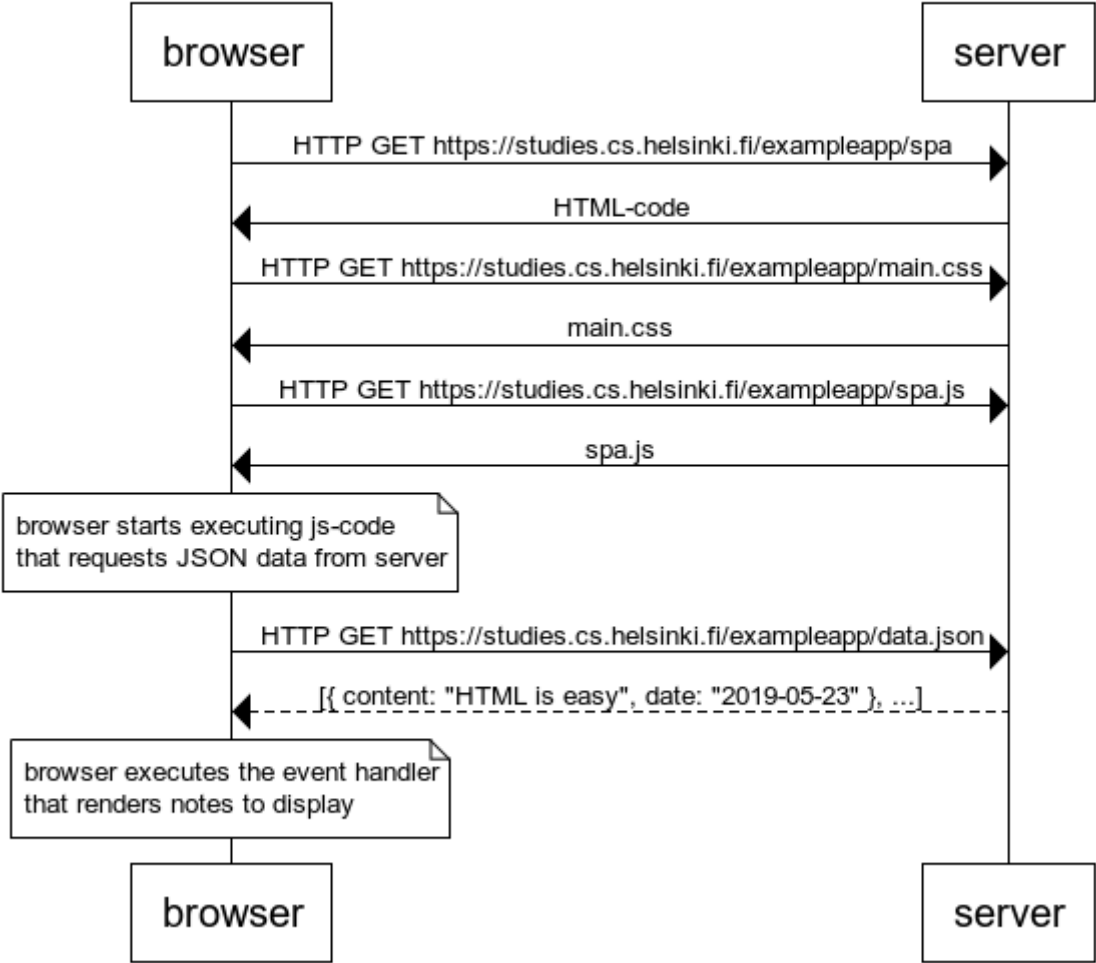 browser
server
HTTP GET https://studies.cs.helsinki.fi/exampleapp/spa
HTML-code
HTTP GET https://studies.cs.helsinki.fi/exampleapp/main.css
main.css
HTTP GET https://studies.cs.helsinki.fi/exampleapp/spa.js
spa.js
browser starts executing js-code
that requests JSON data from server
HTTP GET https://studies.cs.helsinki.fi/exampleapp/data.json
[{ content: "HTML is easy", date: "2019-05-23" }, ...]
browser executes the event handler
that renders notes to display
browser
server